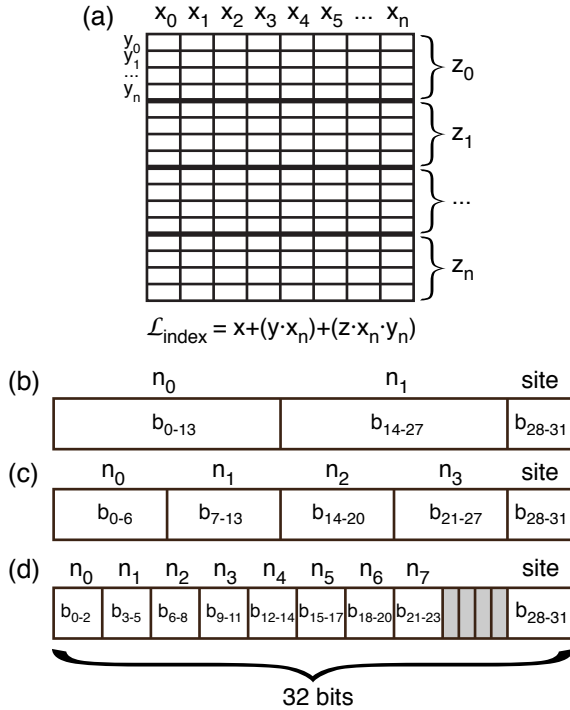 (a)
x0 x1 x2 x3 x4 x5 ... xn
y0
y1
...
yn
z0
z1
...
zn
ℒindex = x+(y·xn)+(z·xn·yn)
(b)
n0 n1 site
b0-13 b14-27 b28-31
(c)
n0 n1 n2 n3
b0-6 b7-13 b14-20 b21-27 b28-31
(d)
n0 n1 n2 n3 n4 n5 n6 n7 site
b0-2 b3-5 b6-8 b9-11 b12-14 b15-17 b18-20 b21-23 b28-31
32 bits